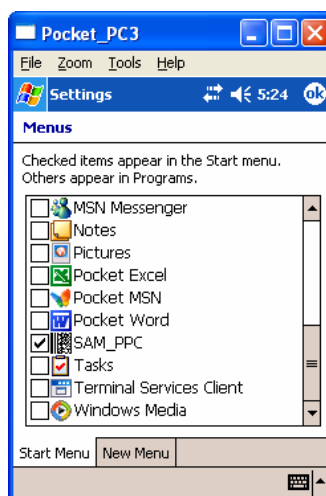 Pocket_PC3
File Zoom Tools Help
Settings 5:24 ok
Menus
Checked items appear in the Start menu.
Others appear in Programs.
MSN Messenger
Notes
Pictures
Pocket Excel
Pocket MSN
Pocket Word
SAM_PPC
Tasks
Terminal Services Client
Windows Media
Start Menu New Menu